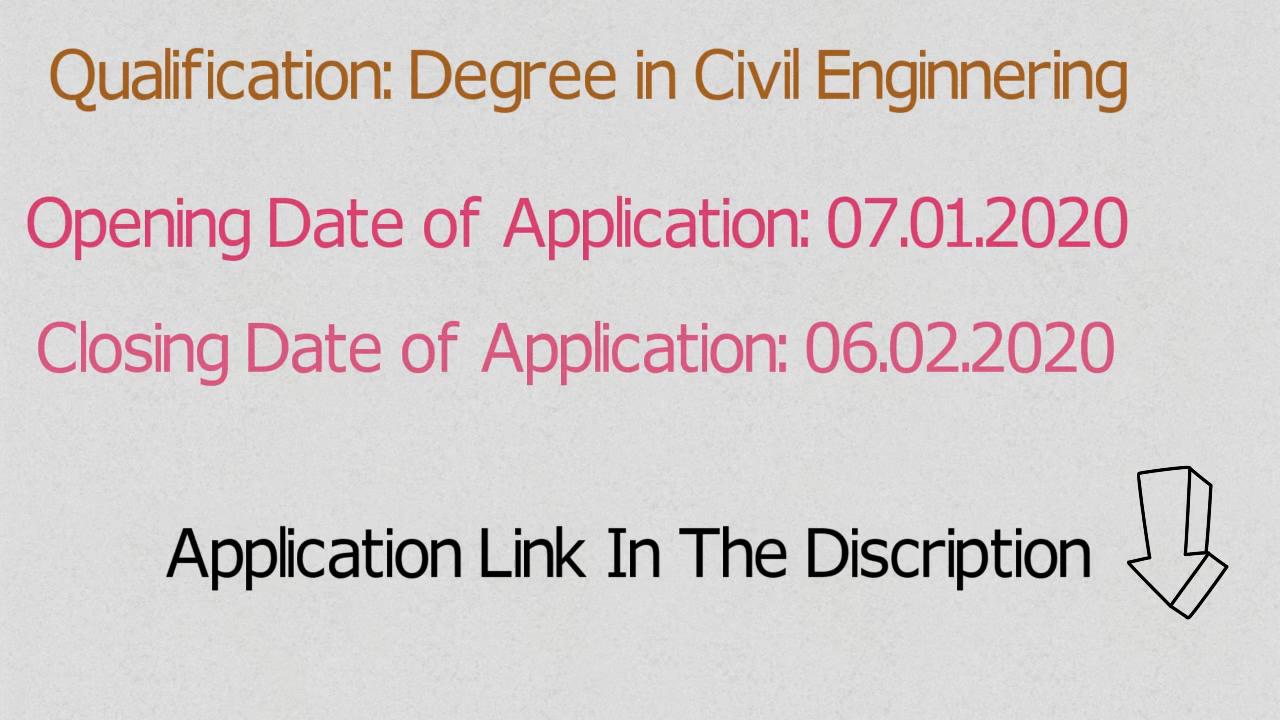 Qualification: Degree in Civil Enginnering
Opening Date of Application: 07.01.2020
Closing Date of Application: 06.02.2020
Application Link In The Discription